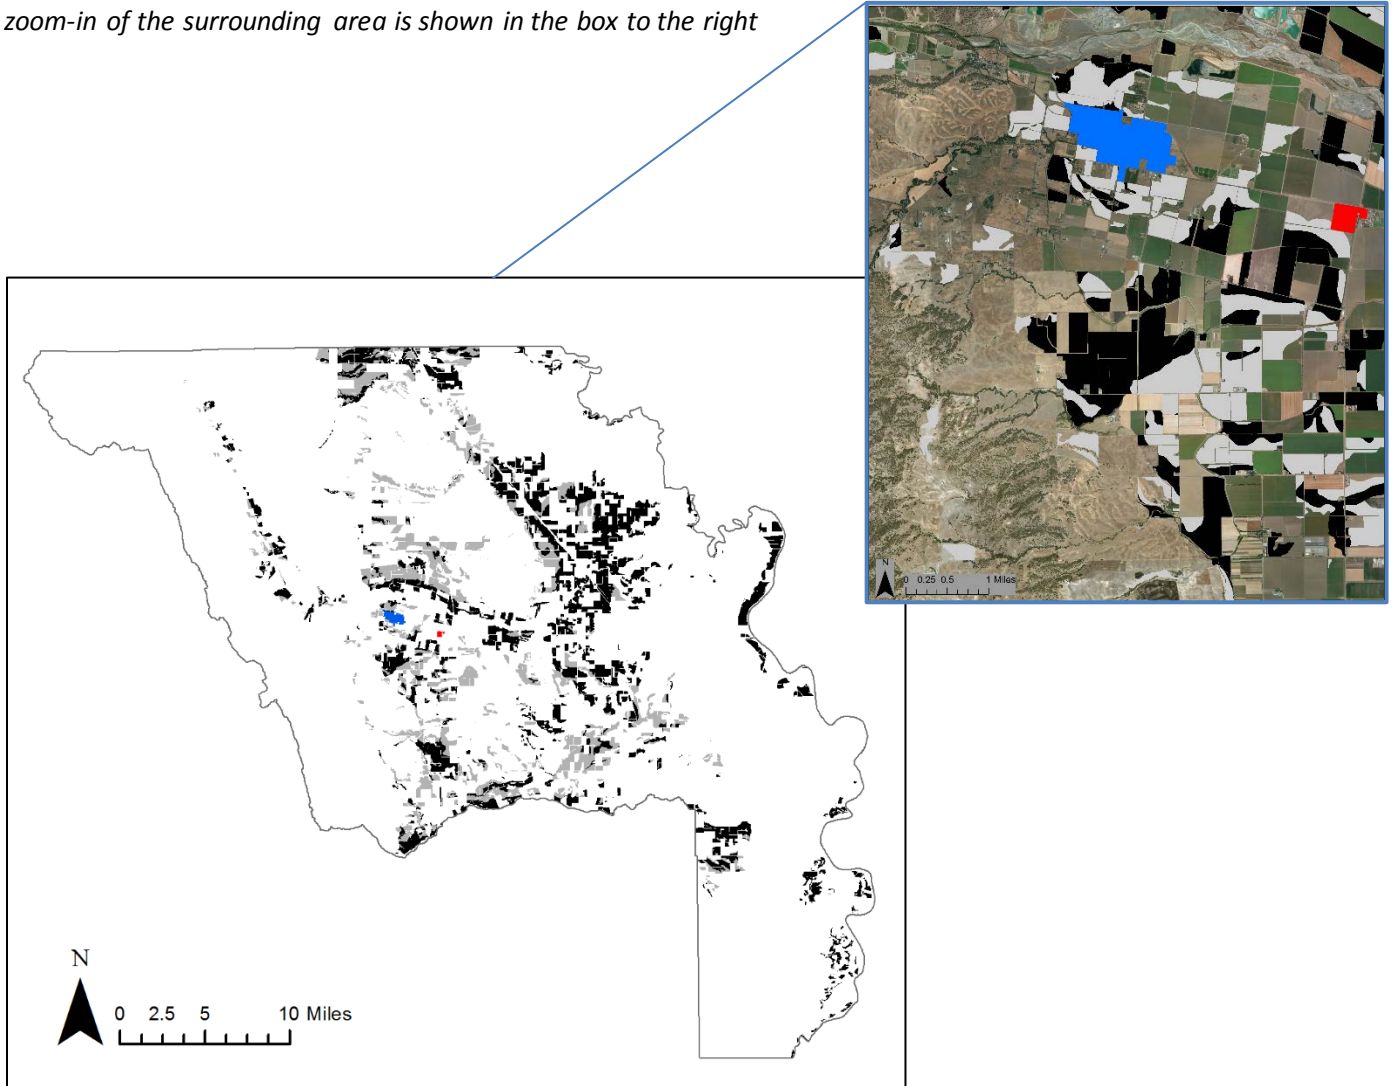 zoom-in of the surrounding area is shown in the box to the right
N
0 0.25 0.5 1 Miles
N
0 2.5 5 10 Miles